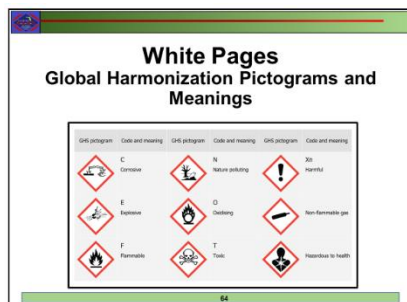 White Pages
Global Harmonization Pictograms and
Meanings
GHS pictogram Code and meaning GHS pictogram Code and meaning GHS pictogram Code and meaning
C N Xn
Corrosive Nature polluting Harmful
E O
Explosive Oxidising Non-flammable gas
F T
Flammable Toxic Hazardous to health
64